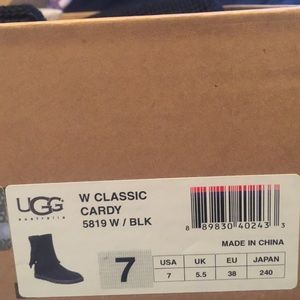 UGG
australia
W CLASSIC
CARDY
5819 W / BLK
8 89830 40243 3
MADE IN CHINA
7
USA UK EU JAPAN
7 5.5 38 240